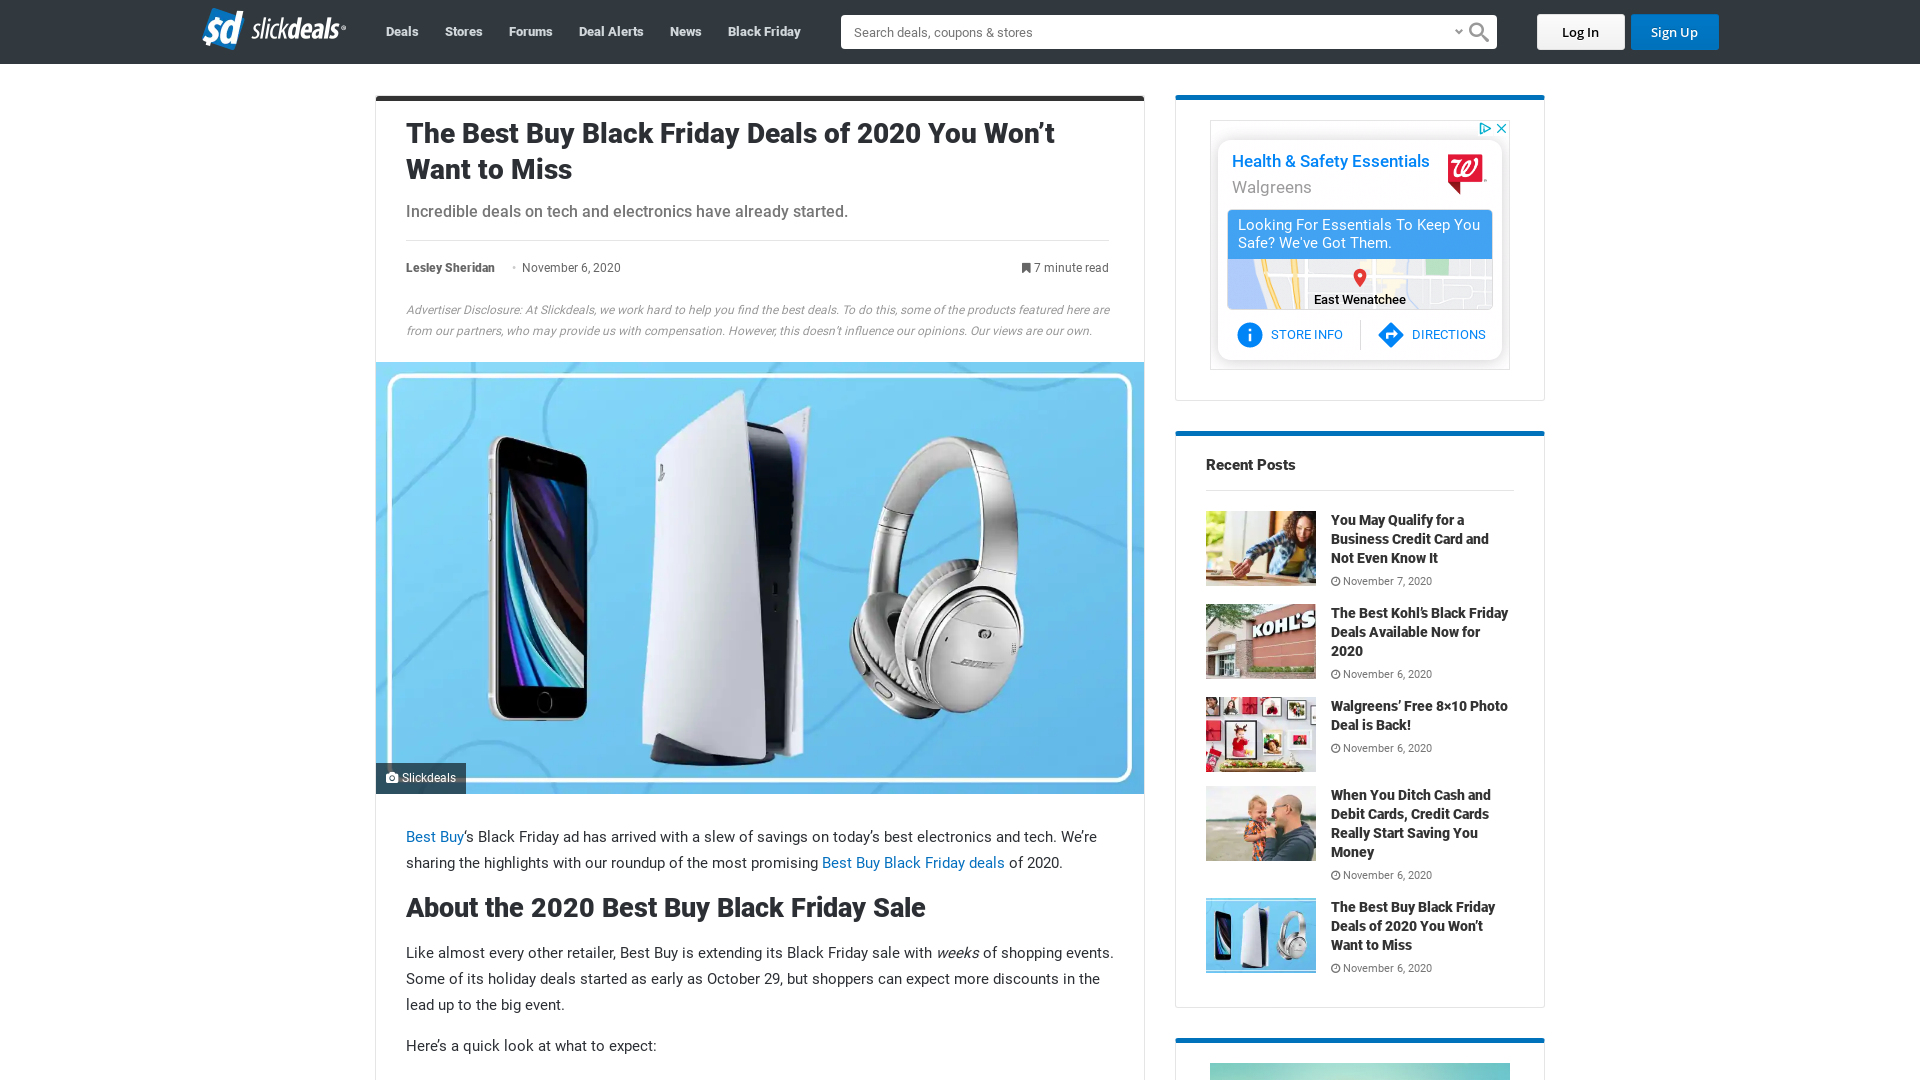 sd slickdeals®
Deals
Stores
Forums
Deal Alerts
News
Black Friday
Search deals, coupons & stores
Log In
Sign Up
The Best Buy Black Friday Deals of 2020 You Won’t
Want to Miss
Incredible deals on tech and electronics have already started.
Lesley Sheridan • November 6, 2020
7 minute read
Advertiser Disclosure: At Slickdeals, we work hard to help you find the best deals. To do this, some of the products featured here are
from our partners, who may provide us with compensation. However, this doesn’t influence our opinions. Our views are our own.
BOSE
Slickdeals
Best Buy‘s Black Friday ad has arrived with a slew of savings on today’s best electronics and tech. We’re
sharing the highlights with our roundup of the most promising Best Buy Black Friday deals of 2020.
About the 2020 Best Buy Black Friday Sale
Like almost every other retailer, Best Buy is extending its Black Friday sale with weeks of shopping events.
Some of its holiday deals started as early as October 29, but shoppers can expect more discounts in the
lead up to the big event.
Here’s a quick look at what to expect:
Health & Safety Essentials
Walgreens
W
Looking For Essentials To Keep You
Safe? We've Got Them.
East Wenatchee
STORE INFO
DIRECTIONS
Recent Posts
You May Qualify for a
Business Credit Card and
Not Even Know It
November 7, 2020
KOHL'S
The Best Kohl’s Black Friday
Deals Available Now for
2020
November 6, 2020
Walgreens’ Free 8×10 Photo
Deal is Back!
November 6, 2020
When You Ditch Cash and
Debit Cards, Credit Cards
Really Start Saving You
Money
November 6, 2020
The Best Buy Black Friday
Deals of 2020 You Won’t
Want to Miss
November 6, 2020